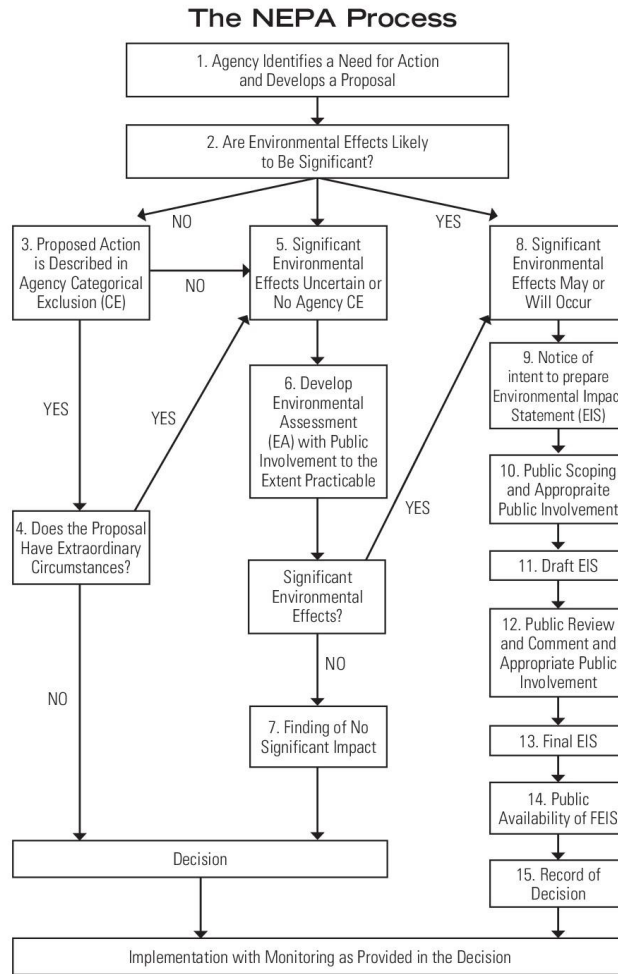 The NEPA Process
1. Agency Identifies a Need for Action
and Develops a Proposal
2. Are Environmental Effects Likely
to Be Significant?
NO
YES
3. Proposed Action
is Described in
Agency Categorical
Exclusion (CE)
NO
5. Significant
Environmental
Effects Uncertain or
No Agency CE
8. Significant
Environmental
Effects May or
Will Occur
YES
YES
6. Develop
Environmental
Assessment
(EA) with Public
Involvement to the
Extent Practicable
9. Notice of
intent to prepare
Environmental Impact
Statement (EIS)
4. Does the Proposal
Have Extraordinary
Circumstances?
YES
10. Public Scoping
and Appropraite
Public Involvement
Significant
Environmental
Effects?
11. Draft EIS
NO
NO
12. Public Review
and Comment and
Appropriate Public
Involvement
7. Finding of No
Significant Impact
13. Final EIS
14. Public
Availability of FEIS
Decision
15. Record of
Decision
Implementation with Monitoring as Provided in the Decision